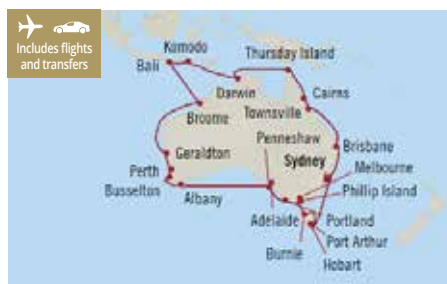 Includes flights
and transfers
Komodo
Bali
Thursday Island
Darwin
Cairns
Townsville
Broome
Penneshaw
Brisbane
Geraldton
Sydney
Melbourne
Perth
Busselton
Phillip Island
Albany
Adelaide
Portland
Port Arthur
Burnie
Hobart